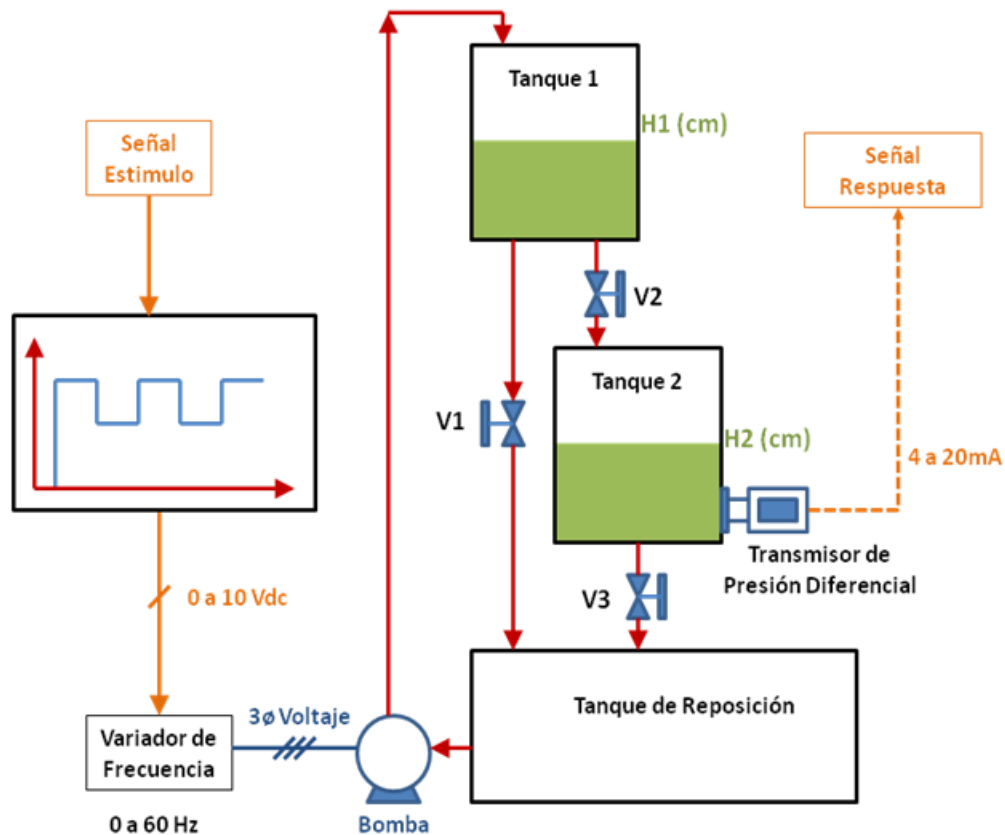 Tanque 1
H1 (cm)
Señal
Estimulo
Señal
Respuesta
V2
Tanque 2
V1
H2 (cm)
4 a 20mA
Transmisor de
Presión Diferencial
0 a 10 Vdc
V3
Tanque de Reposición
3ø Voltaje
Variador de
Frecuencia
0 a 60 Hz
Bomba